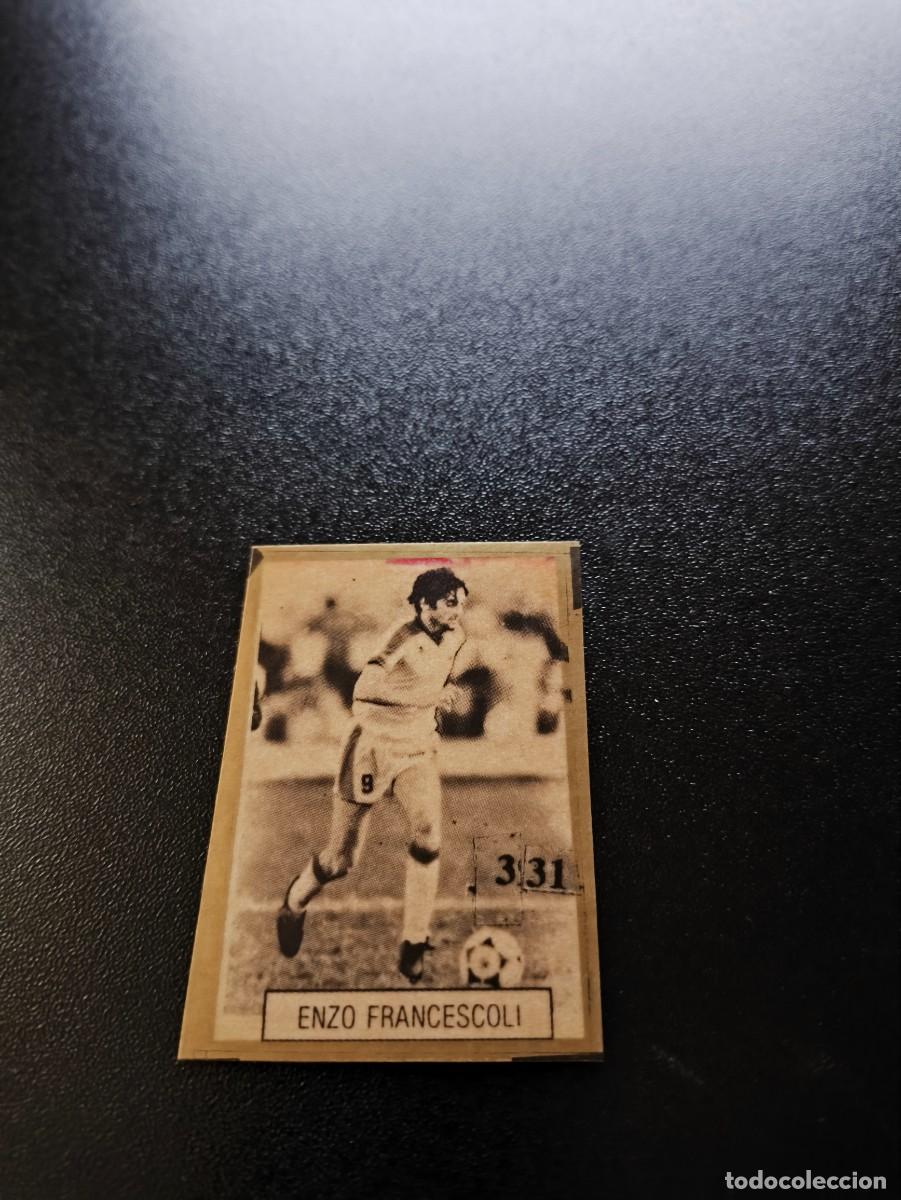 9
3 31
ENZO FRANCESCOLI
todocoleccion